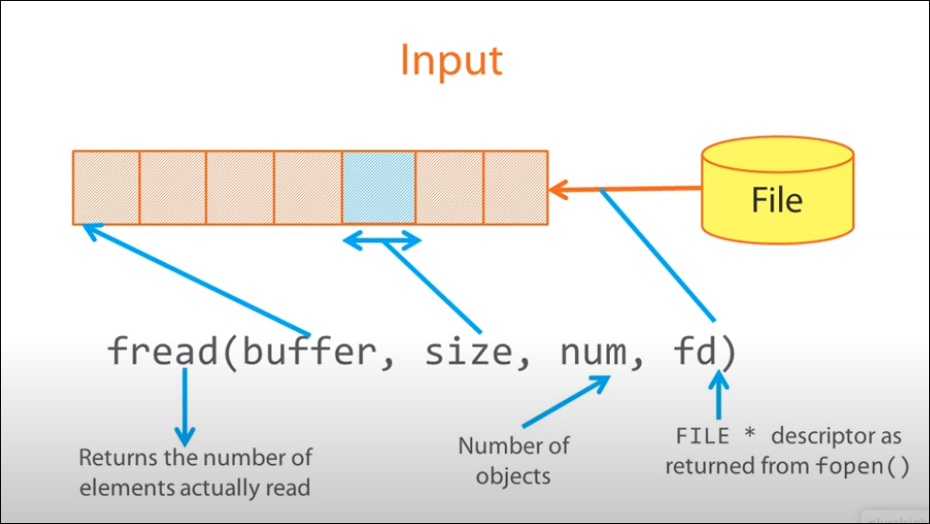 Input
File
fread(buffer, size, num, fd)
Returns the number of
elements actually read
Number of
objects
FILE * descriptor as
returned from fopen()